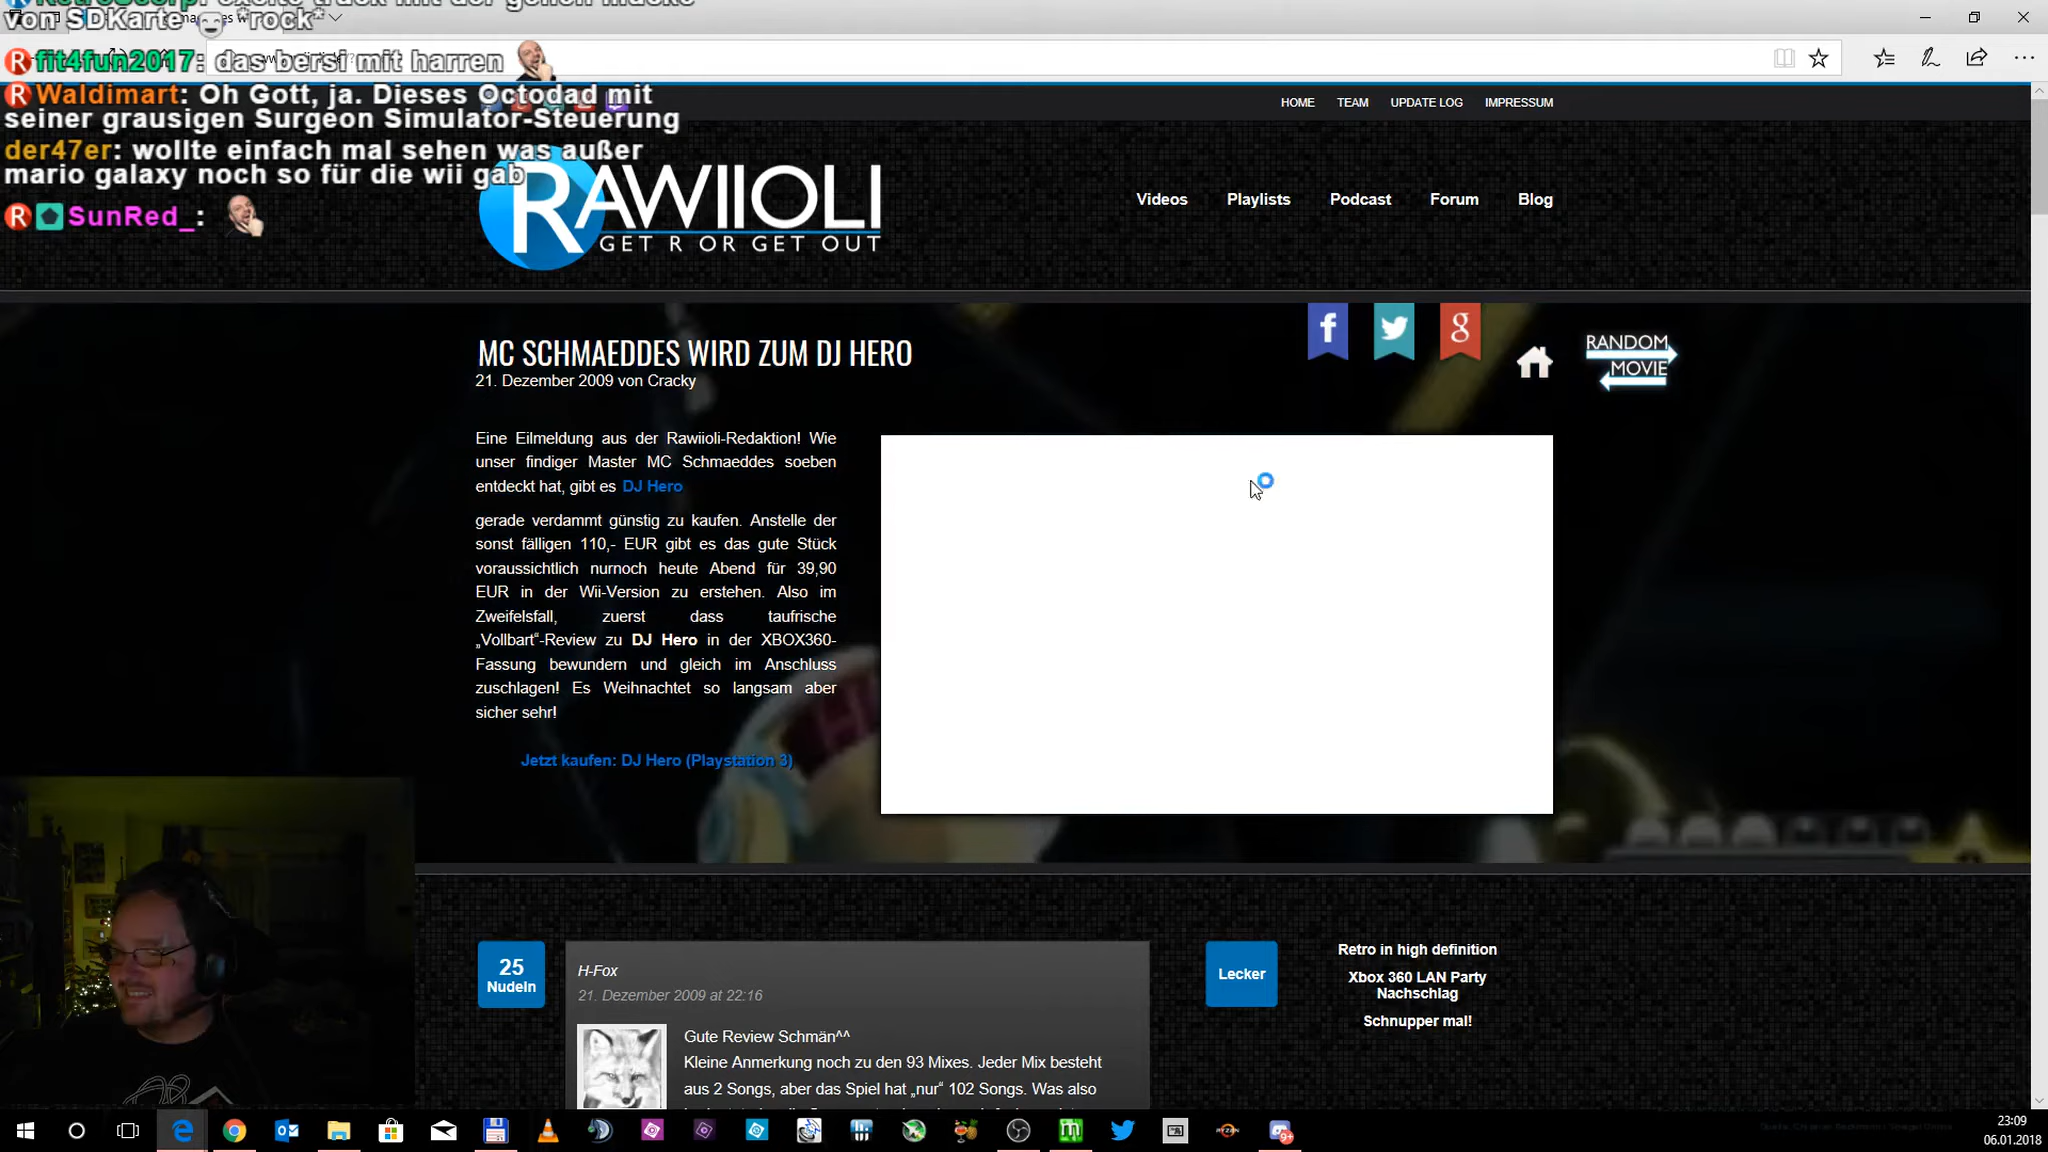 von SDKarte *rock*
fit4fun2017: das bersi mit harren
Waldimart: Oh Gott, ja. Dieses Octodad mit
seiner grausigen Surgeon Simulator-Steuerung
der47er: wollte einfach mal sehen was außer
mario galaxy noch so für die wii gab
SunRed_:
HOME TEAM UPDATE LOG IMPRESSUM
RAWIIOLI
GET R OR GET OUT
Videos Playlists Podcast Forum Blog
MC SCHMAEDDES WIRD ZUM DJ HERO
21. Dezember 2009 von Cracky
RANDOM
MOVIE
Eine Eilmeldung aus der Rawiioli-Redaktion! Wie
unser findiger Master MC Schmaeddes soeben
entdeckt hat, gibt es DJ Hero
gerade verdammt günstig zu kaufen. Anstelle der
sonst fälligen 110,- EUR gibt es das gute Stück
voraussichtlich nurnoch heute Abend für 39,90
EUR in der Wii-Version zu erstehen. Also im
Zweifelsfall, zuerst dass taufrische
„Vollbart“-Review zu DJ Hero in der XBOX360-
Fassung bewundern und gleich im Anschluss
zuschlagen! Es Weihnachtet so langsam aber
sicher sehr!
Jetzt kaufen: DJ Hero (Playstation 3)
25
Nudeln
H-Fox
21. Dezember 2009 at 22:16
Gute Review Schmän^^
Kleine Anmerkung noch zu den 93 Mixes. Jeder Mix besteht
aus 2 Songs, aber das Spiel hat „nur“ 102 Songs. Was also
Lecker
Retro in high definition
Xbox 360 LAN Party
Nachschlag
Schnupper mal!
23:09
06.01.2018